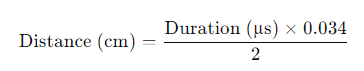 Distance (cm) = Duration (µs) × 0.034 / 2